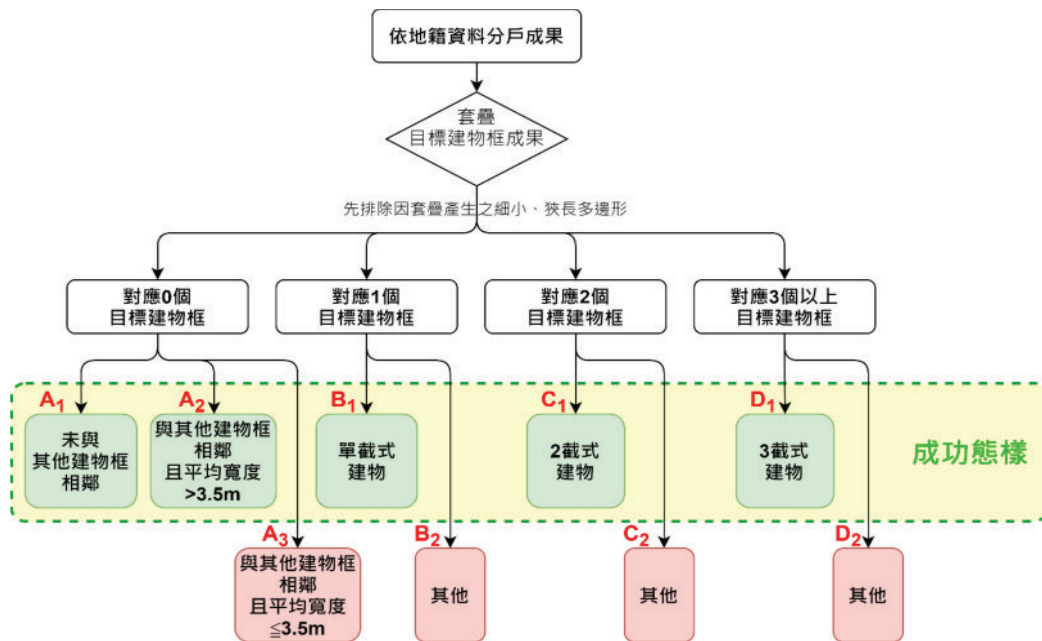 依地籍資料分戶成果
套疊
目標建物框成果
先排除因套疊產生之細小、狹長多邊形
對應0個
目標建物框
對應1個
目標建物框
對應2個
目標建物框
對應3個以上
目標建物框
A1
未與
其他建物框
相鄰
A2
與其他建物框
相鄰
且平均寬度
>3.5m
B1
單截式
建物
C1
2截式
建物
D1
3截式
建物
成功態樣
A3
與其他建物框
相鄰
且平均寬度
≦3.5m
B2
其他
C2
其他
D2
其他